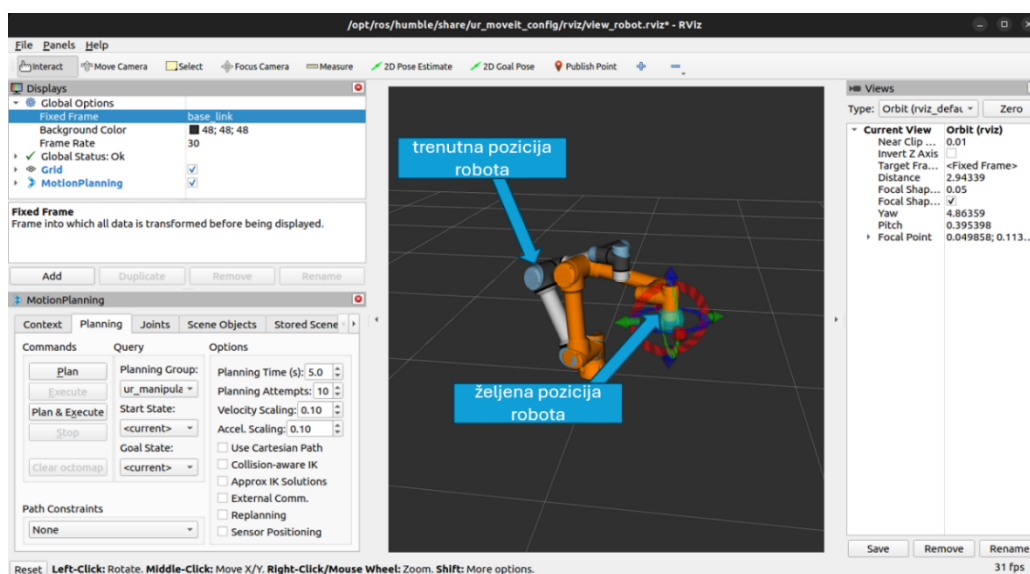 /opt/ros/humble/share/ur_moveit_config/rviz/view_robot.rviz* - RViz
File Panels Help
Interact Move Camera Select Focus Camera Measure 2D Pose Estimate 2D Goal Pose Publish Point
Displays
Global Options
Fixed Frame base_link
Background Color 48; 48; 48
Frame Rate 30
Global Status: Ok
Grid
MotionPlanning
Fixed Frame
Frame into which all data is transformed before being displayed.
Add Duplicate Remove Rename
MotionPlanning
Context Planning Joints Scene Objects Stored Scene
Commands Query Options
Plan
Execute
Plan & Execute
Stop
Clear octomap
Planning Group:
ur_manipula
Start State:
<current>
Goal State:
<current>
Planning Time (s): 5.0
Planning Attempts: 10
Velocity Scaling: 0.10
Accel. Scaling: 0.10
Use Cartesian Path
Collision-aware IK
Approx IK Solutions
External Comm.
Replanning
Sensor Positioning
Path Constraints
None
trenutna pozicija
robota
željena pozicija
robota
Views
Type: Orbit (rviz_defau Zero
Current View Orbit (rviz)
Near Clip ... 0.01
Invert Z Axis
Target Fra... <Fixed Frame>
Distance 2.94339
Focal Shap... 0.05
Focal Shap...
Yaw 4.86359
Pitch 0.395398
Focal Point 0.049858; 0.113...
Save Remove Rename
Reset Left-Click: Rotate. Middle-Click: Move X/Y. Right-Click/Mouse Wheel: Zoom. Shift: More options. 31 fps